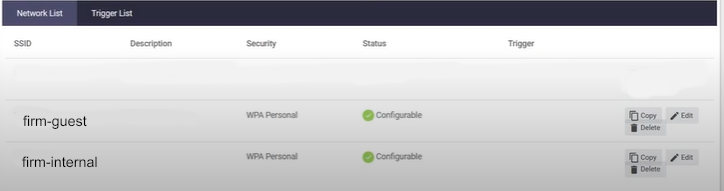 Network List Trigger List
SSID Description Security Status Trigger
firm-guest WPA Personal Configurable Copy Edit
Delete
firm-internal WPA Personal Configurable Copy Edit
Delete